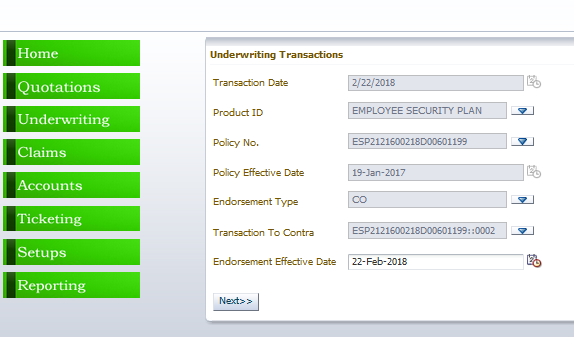 Home
Quotations
Underwriting
Claims
Accounts
Ticketing
Setups
Reporting
Underwriting Transactions
Transaction Date 2/22/2018
Product ID EMPLOYEE SECURITY PLAN
Policy No. ESP2121600218D00601199
Policy Effective Date 19-Jan-2017
Endorsement Type CO
Transaction To Contra ESP2121600218D00601199::0002
Endorsement Effective Date 22-Feb-2018
Next>>